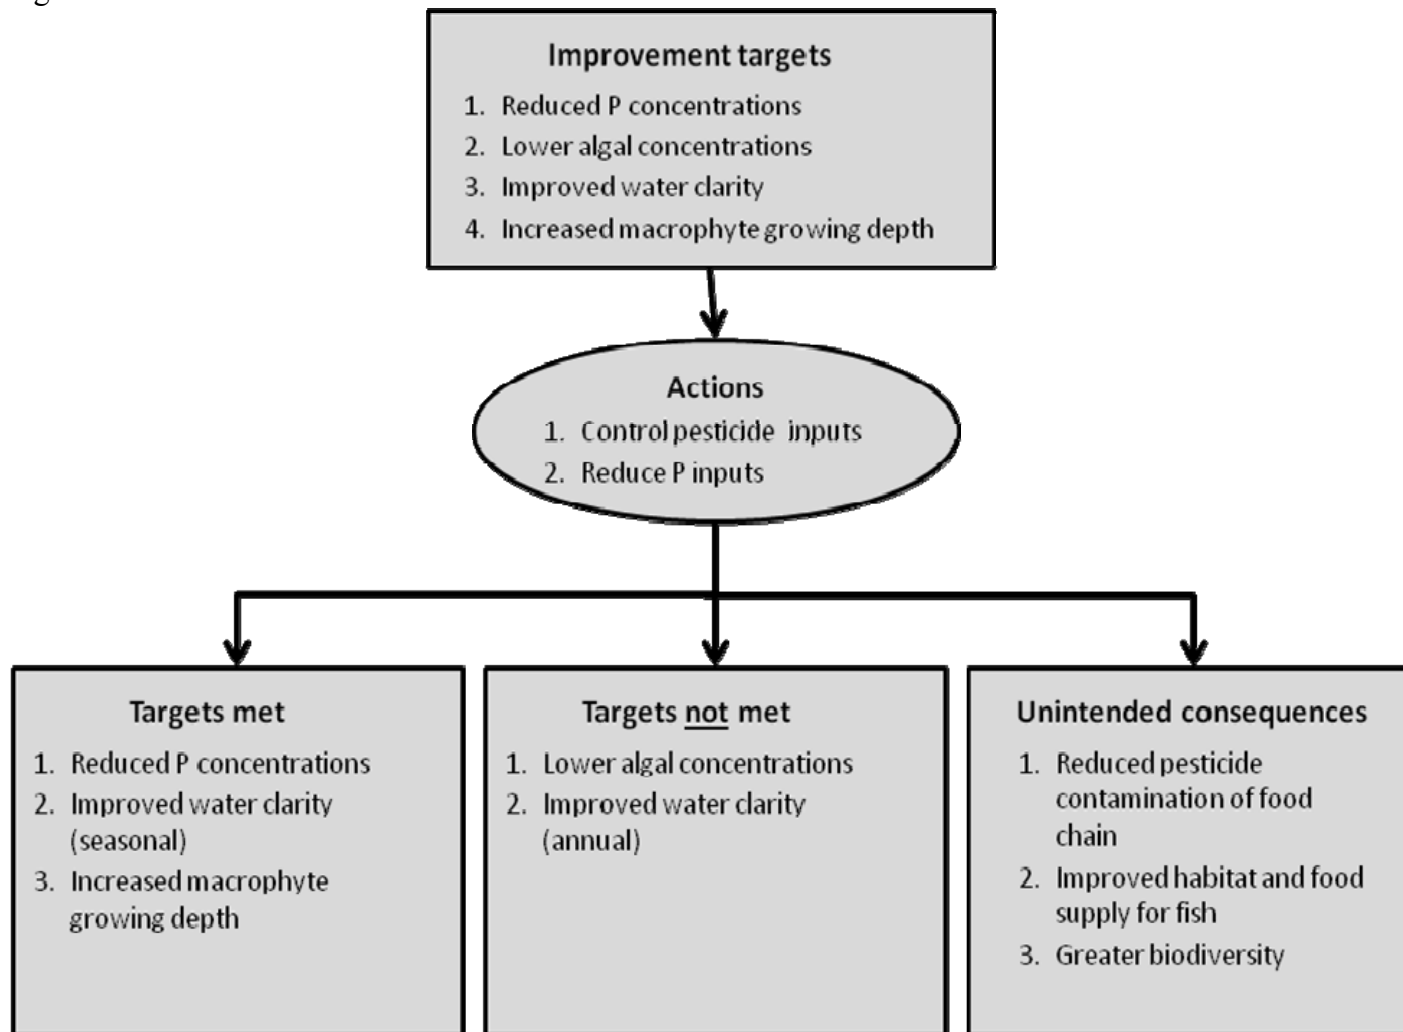 Improvement targets
1. Reduced P concentrations
2. Lower algal concentrations
3. Improved water clarity
4. Increased macrophyte growing depth
Actions
1. Control pesticide inputs
2. Reduce P inputs
Targets met
1. Reduced P concentrations
2. Improved water clarity
(seasonal)
3. Increased macrophyte
growing depth
Targets not met
1. Lower algal concentrations
2. Improved water clarity
(annual)
Unintended consequences
1. Reduced pesticide
contamination of food
chain
2. Improved habitat and food
supply for fish
3. Greater biodiversity